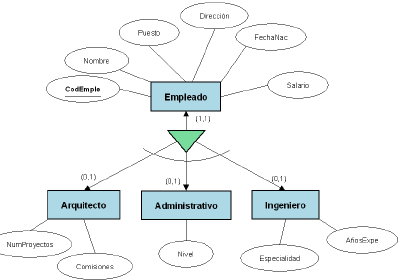 Dirección
Puesto
FechaNac
Nombre
Salario
CodEmple
Empleado
(1,1)
(0,1)
(0,1)
(0,1)
Arquitecto
Administrativo
Ingeniero
NumProyectos
AñosExpe
Nivel
Especialidad
Comisones